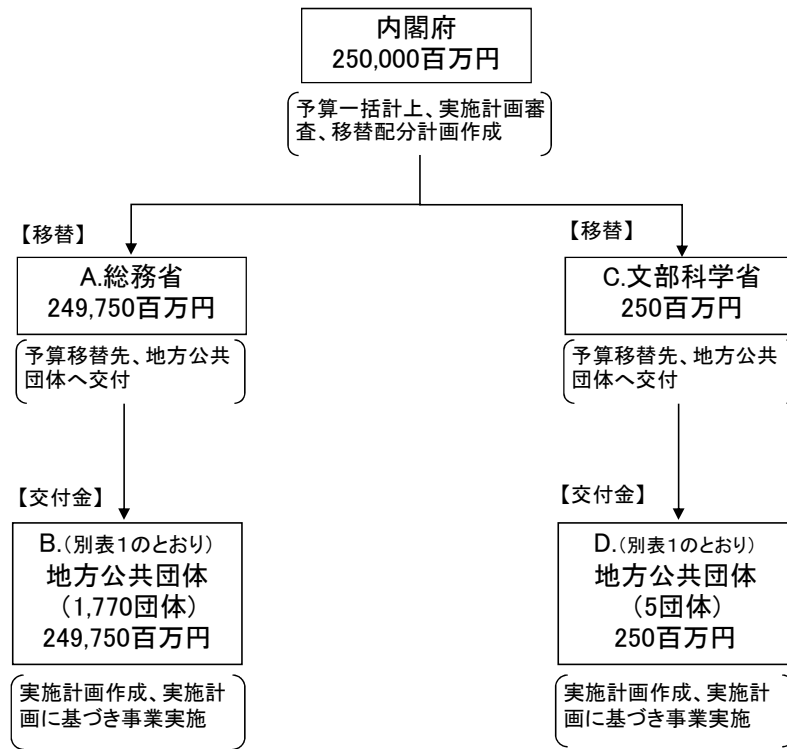 内閣府
250,000百万円
予算一括計上、実施計画審
査、移替配分計画作成
【移替】
A.総務省
249,750百万円
予算移替先、地方公共
団体へ交付
【移替】
C.文部科学省
250百万円
予算移替先、地方公共
団体へ交付
【交付金】
B.(別表1のとおり)
地方公共団体
(1,770団体)
249,750百万円
実施計画作成、実施計
画に基づき事業実施
【交付金】
D.(別表1のとおり)
地方公共団体
(5団体)
250百万円
実施計画作成、実施計
画に基づき事業実施